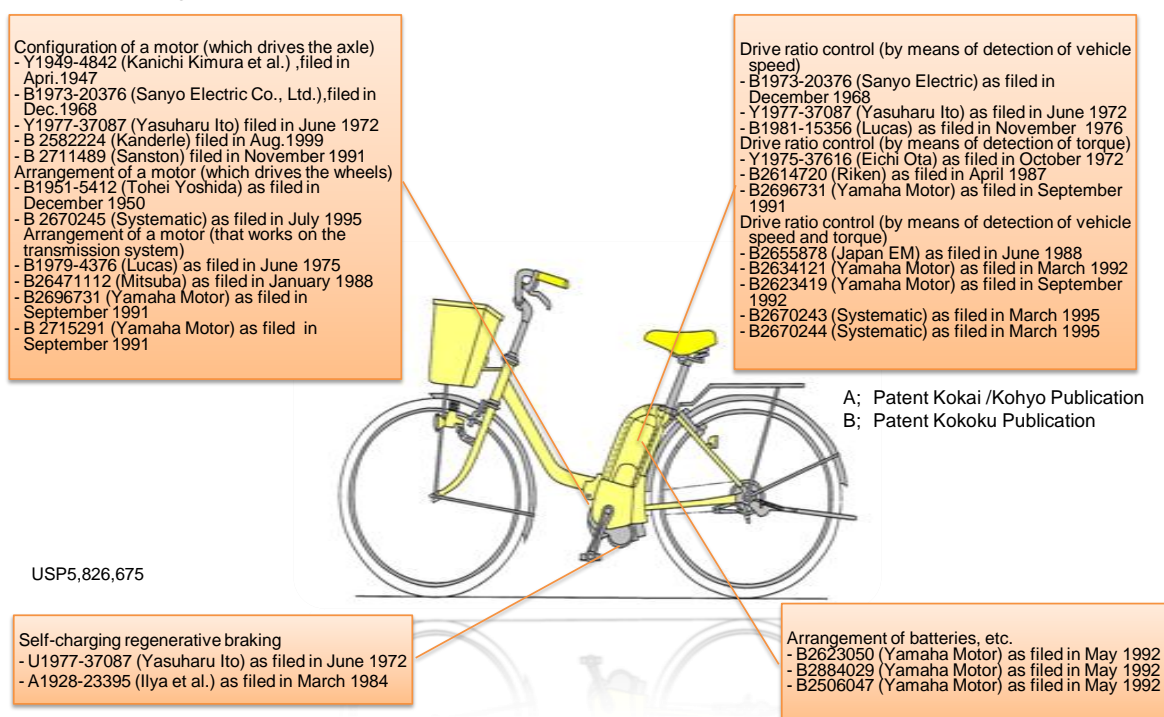 Configuration of a motor (which drives the axle)
- Y1949-4842 (Kanichi Kimura et al.) ,filed in
Apri.1947
- B1973-20376 (Sanyo Electric Co., Ltd.),filed in
Dec.1968
- Y1977-37087 (Yasuharu Ito) filed in June 1972
- B 2582224 (Kanderle) filed in Aug.1999
- B 2711489 (Sanston) filed in November 1991
Arrangement of a motor (which drives the wheels)
- B1951-5412 (Tohei Yoshida) as filed in
December 1950
- B 2670245 (Systematic) as filed in July 1995
Arrangement of a motor (that works on the
transmission system)
- B1979-4376 (Lucas) as filed in June 1975
- B26471112 (Mitsuba) as filed in January 1988
- B2696731 (Yamaha Motor) as filed in
September 1991
- B 2715291 (Yamaha Motor) as filed in
September 1991
Drive ratio control (by means of detection of vehicle
speed)
- B1973-20376 (Sanyo Electric) as filed in
December 1968
- Y1977-37087 (Yasuharu Ito) as filed in June 1972
- B1981-15356 (Lucas) as filed in November 1976
Drive ratio control (by means of detection of torque)
- Y1975-37616 (Eichi Ota) as filed in October 1972
- B2614720 (Riken) as filed in April 1987
- B2696731 (Yamaha Motor) as filed in September
1991
Drive ratio control (by means of detection of vehicle
speed and torque)
- B2655878 (Japan EM) as filed in June 1988
- B2634121 (Yamaha Motor) as filed in March 1992
- B2623419 (Yamaha Motor) as filed in September
1992
- B2670243 (Systematic) as filed in March 1995
- B2670244 (Systematic) as filed in March 1995
A; Patent Kokai /Kohyo Publication
B; Patent Kokoku Publication
USP5,826,675
Self-charging regenerative braking
- U1977-37087 (Yasuharu Ito) as filed in June 1972
- A1928-23395 (Ilya et al.) as filed in March 1984
Arrangement of batteries, etc.
- B2623050 (Yamaha Motor) as filed in May 1992
- B2884029 (Yamaha Motor) as filed in May 1992
- B2506047 (Yamaha Motor) as filed in May 1992